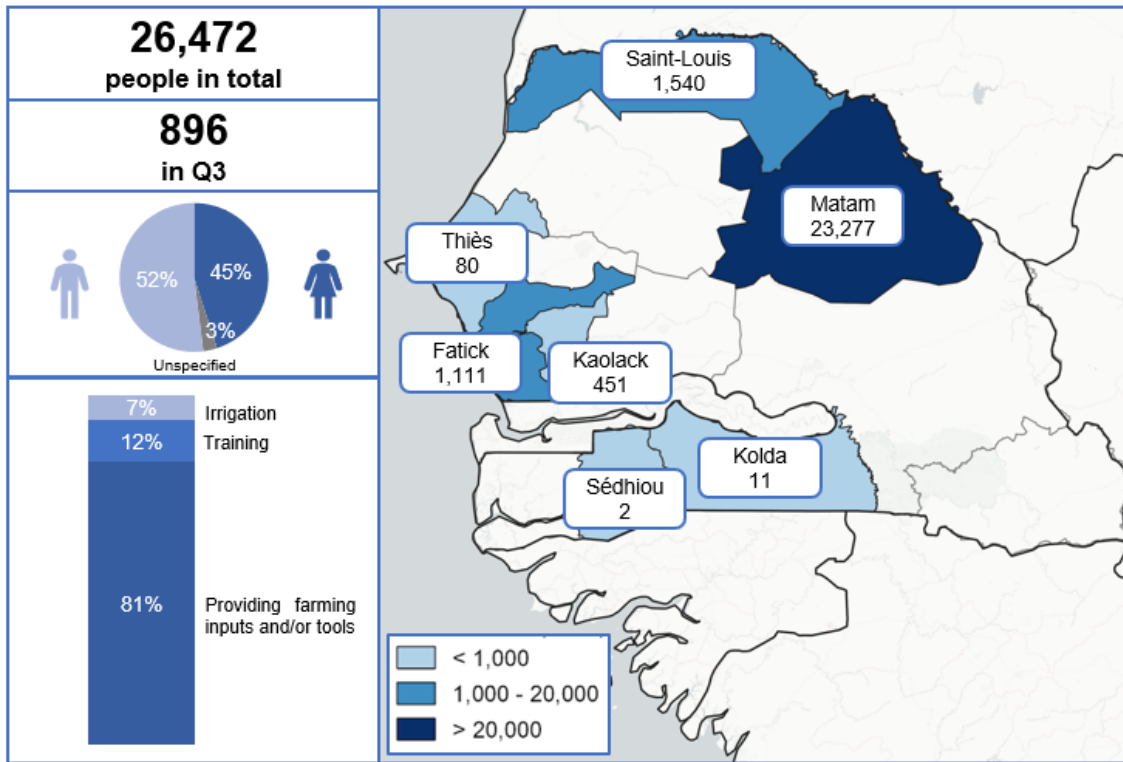 26,472
people in total
896
in Q3
52%
45%
3%
Unspecified
7%
Irrigation
12%
Training
81%
Providing farming
inputs and/or tools
Saint-Louis
1,540
Matam
23,277
Thiès
80
Fatick
1,111
Kaolack
451
Kolda
11
Sédhiou
2
< 1,000
1,000 - 20,000
> 20,000